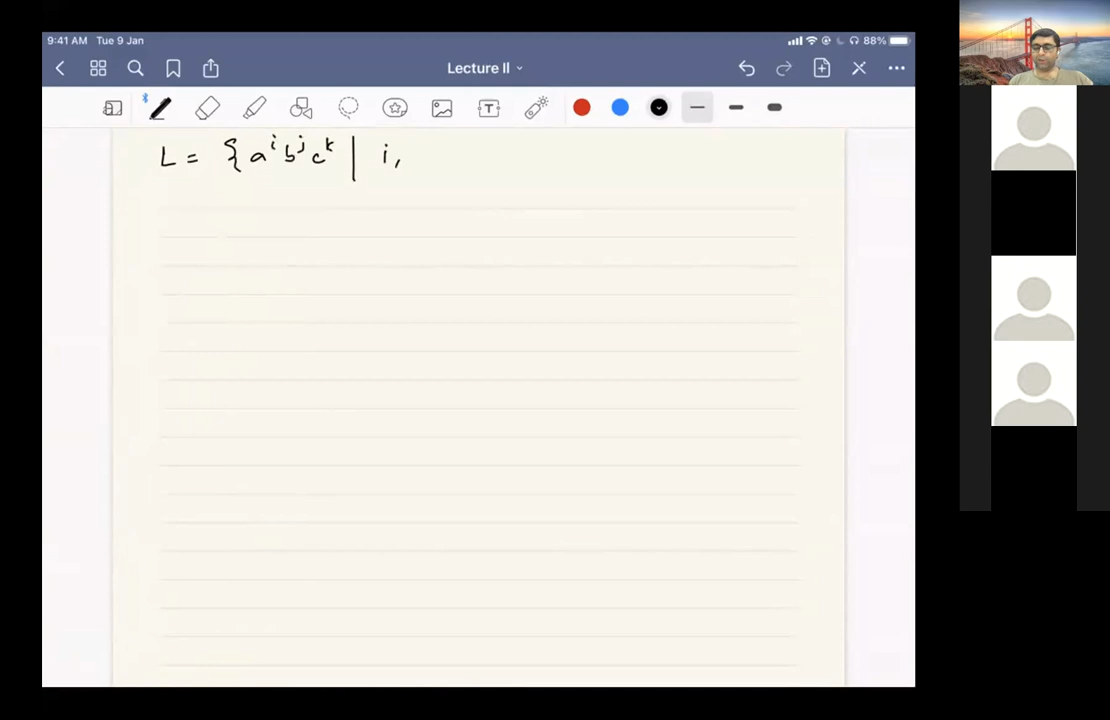 9:41 AM Tue 9 Jan 88%
Lecture II
L = { a^i b^j c^k | i,